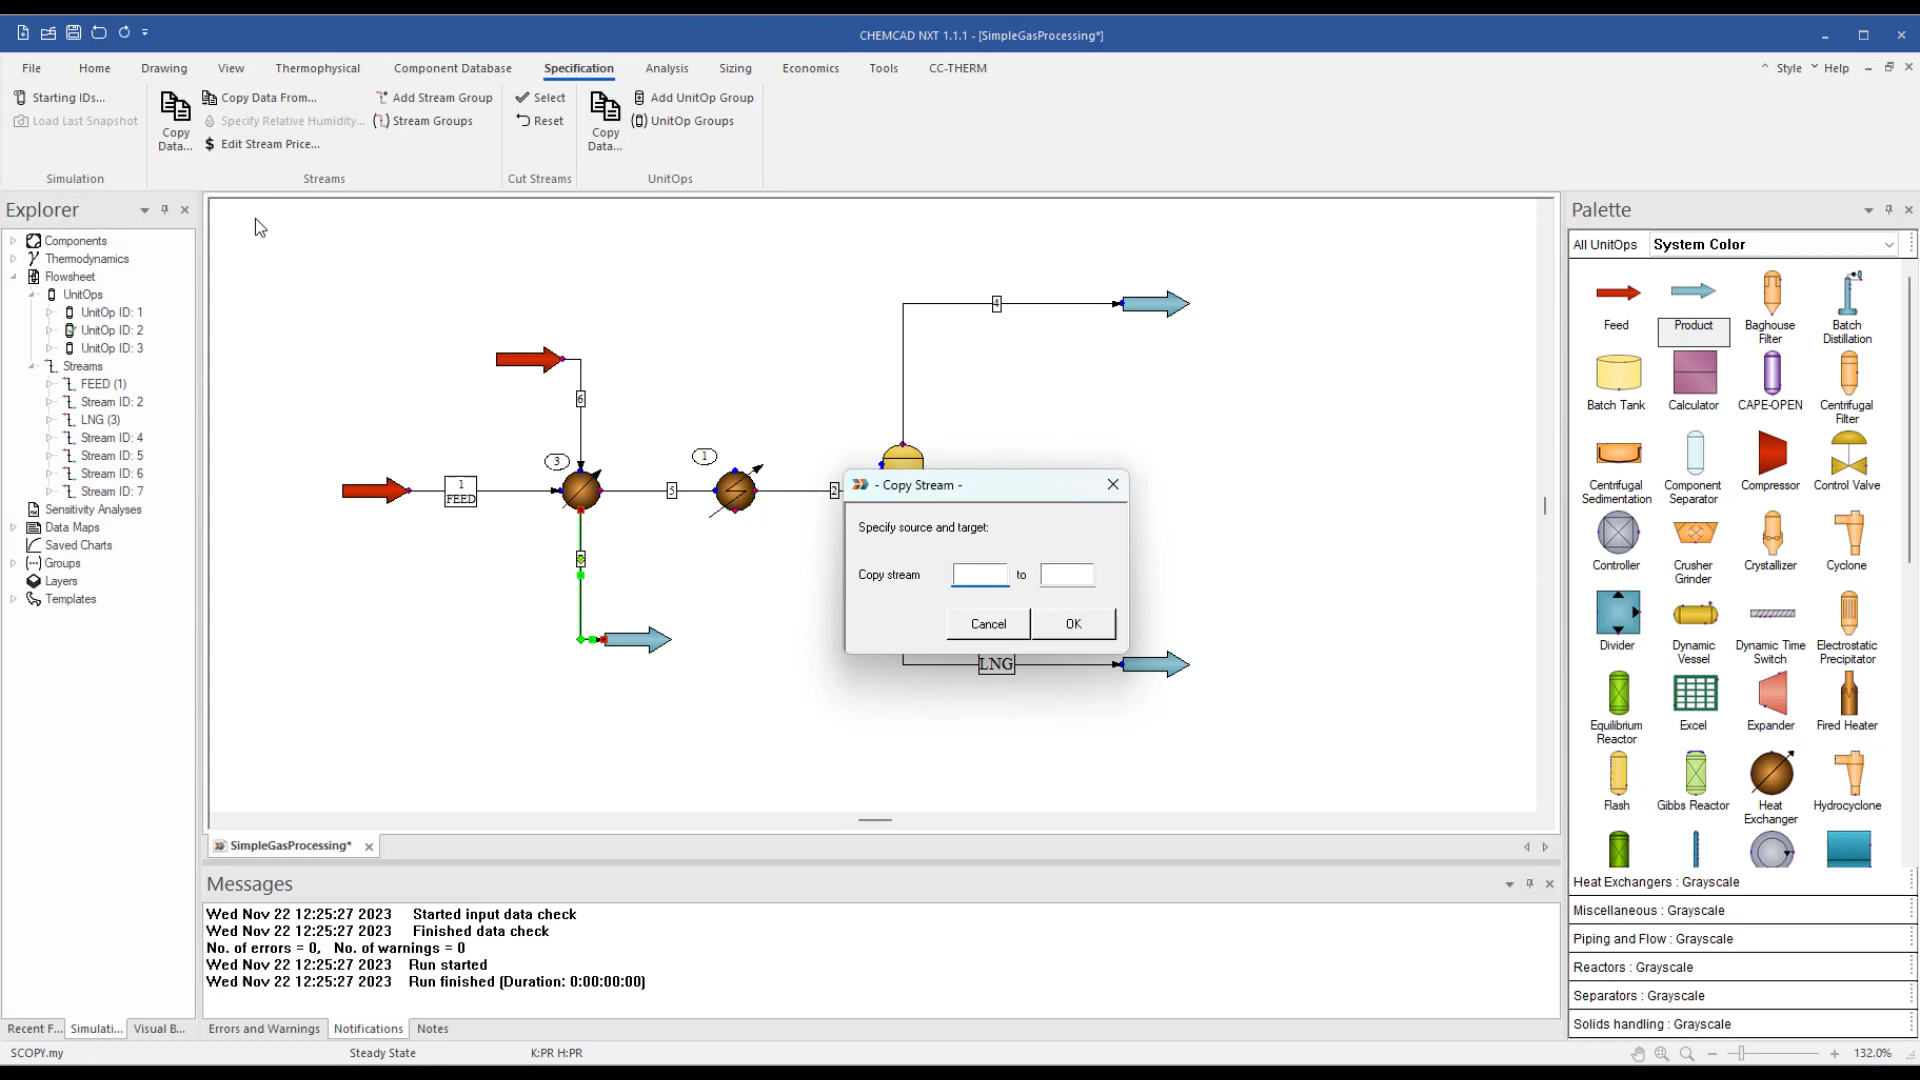 CHEMCAD NXT 1.1.1 - [SimpleGasProcessing*]
File Home Drawing View Thermophysical Component Database Specification Analysis Sizing Economics Tools CC-THERM Style Help
Starting IDs...
Load Last Snapshot
Simulation
Copy Data...
Copy Data From...
Specify Relative Humidity...
Edit Stream Price...
Add Stream Group
Stream Groups
Streams
Select
Reset
Cut Streams
Copy Data...
Add UnitOp Group
UnitOp Groups
UnitOps
Explorer
Components
Thermodynamics
Flowsheet
UnitOps
UnitOp ID: 1
UnitOp ID: 2
UnitOp ID: 3
Streams
FEED (1)
Stream ID: 2
LNG (3)
Stream ID: 4
Stream ID: 5
Stream ID: 6
Stream ID: 7
Sensitivity Analyses
Data Maps
Saved Charts
Groups
Layers
Templates
Recent F... Simulati... Visual B...
4
6
3
1
1
FEED
5
2
LNG
- Copy Stream -
Specify source and target:
Copy stream to
Cancel OK
SimpleGasProcessing*
Messages
Wed Nov 22 12:25:27 2023 Started input data check
Wed Nov 22 12:25:27 2023 Finished data check
No. of errors = 0, No. of warnings = 0
Wed Nov 22 12:25:27 2023 Run started
Wed Nov 22 12:25:27 2023 Run finished (Duration: 0:00:00:00)
Errors and Warnings Notifications Notes
Palette
All UnitOps System Color
Feed Product Baghouse Filter Batch Distillation
Batch Tank Calculator CAPE-OPEN Centrifugal Filter
Centrifugal Sedimentation Component Separator Compressor Control Valve
Controller Crusher Grinder Crystallizer Cyclone
Divider Dynamic Vessel Dynamic Time Switch Electrostatic Precipitator
Equilibrium Reactor Excel Expander Fired Heater
Flash Gibbs Reactor Heat Exchanger Hydrocyclone
Heat Exchangers : Grayscale
Miscellaneous : Grayscale
Piping and Flow : Grayscale
Reactors : Grayscale
Separators : Grayscale
Solids handling : Grayscale
SCOPY.my Steady State K:PR H:PR 132.0%